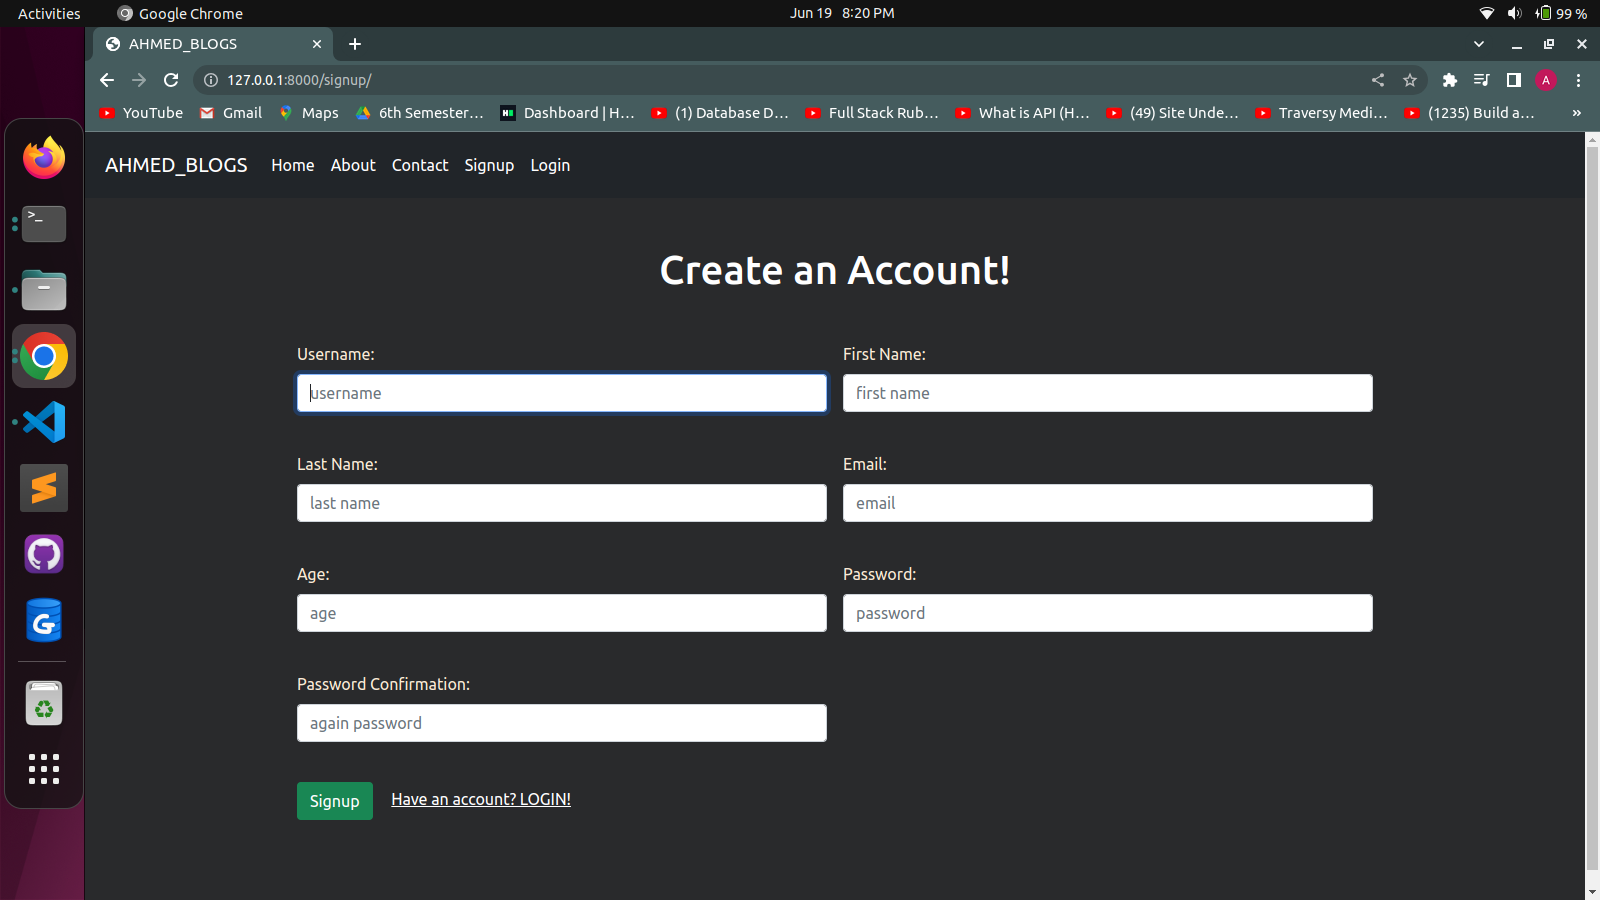 Activities Google Chrome Jun 19 8:20 PM 99 %
AHMED_BLOGS
127.0.0.1:8000/signup/ A
YouTube Gmail Maps 6th Semester... Dashboard | H... (1) Database D... Full Stack Rub... What is API (H... (49) Site Unde... Traversy Medi... (1235) Build a... »
AHMED_BLOGS Home About Contact Signup Login
Create an Account!
Username: First Name:
username first name
Last Name: Email:
last name email
Age: Password:
age password
Password Confirmation:
again password
Signup Have an account? LOGIN!